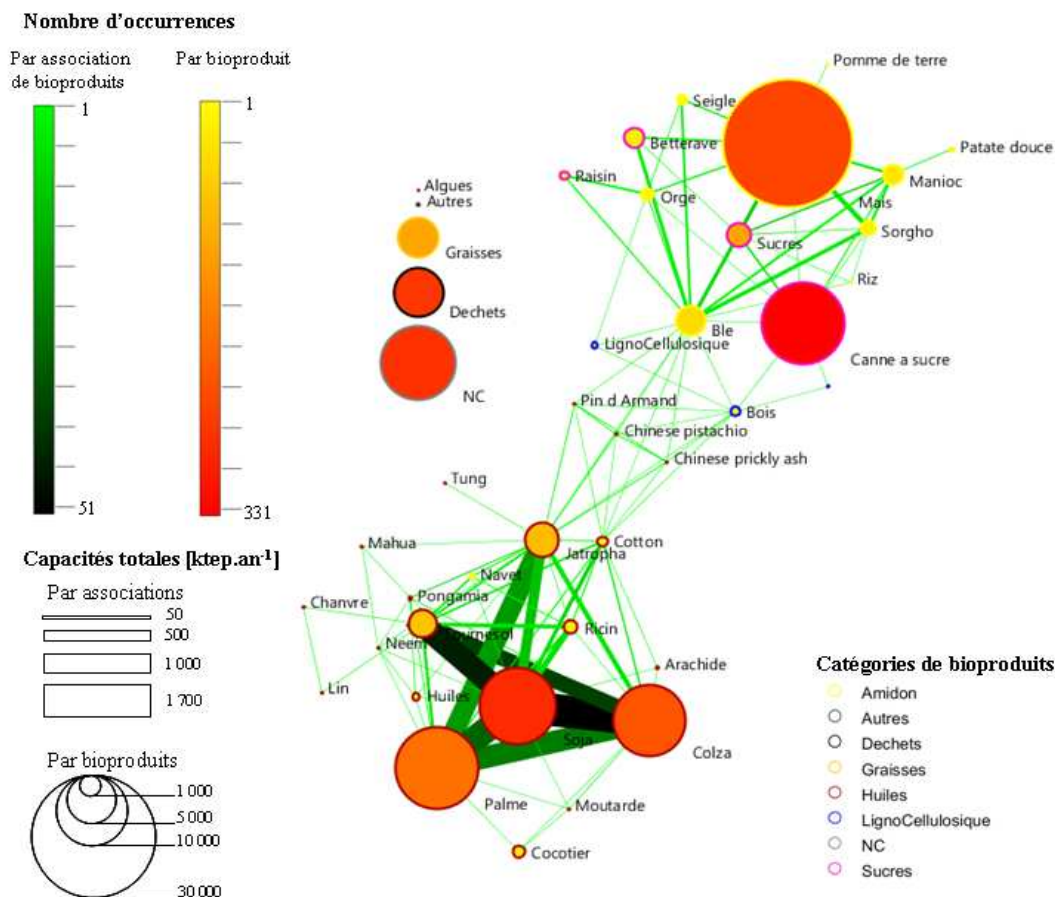 Nombre d’occurrences
Par association
de bioproduits
Par bioproduit
1
51
1
331
Capacités totales [ktep.an-1]
Par associations
50
500
1 000
1 700
Par bioproduits
1 000
5 000
10 000
30 000
Algues
Autres
Graisses
Dechets
NC
Pomme de terre
Seigle
Betterave
Patate douce
Raisin
Manioc
Orge
Mais
Sorgho
Sucres
Riz
Ble
LignoCellulosique
Canne a sucre
Pin d Armand
Bois
Chinese pistachio
Chinese prickly ash
Tung
Mahua
Jatropha
Cotton
Navet
Chanvre
Pongamia
Tournesol
Ricin
Neem
Arachide
Lin
Huiles
Soja
Colza
Palme
Moutarde
Cocotier
Catégories de bioproduits
Amidon
Autres
Dechets
Graisses
Huiles
LignoCellulosique
NC
Sucres